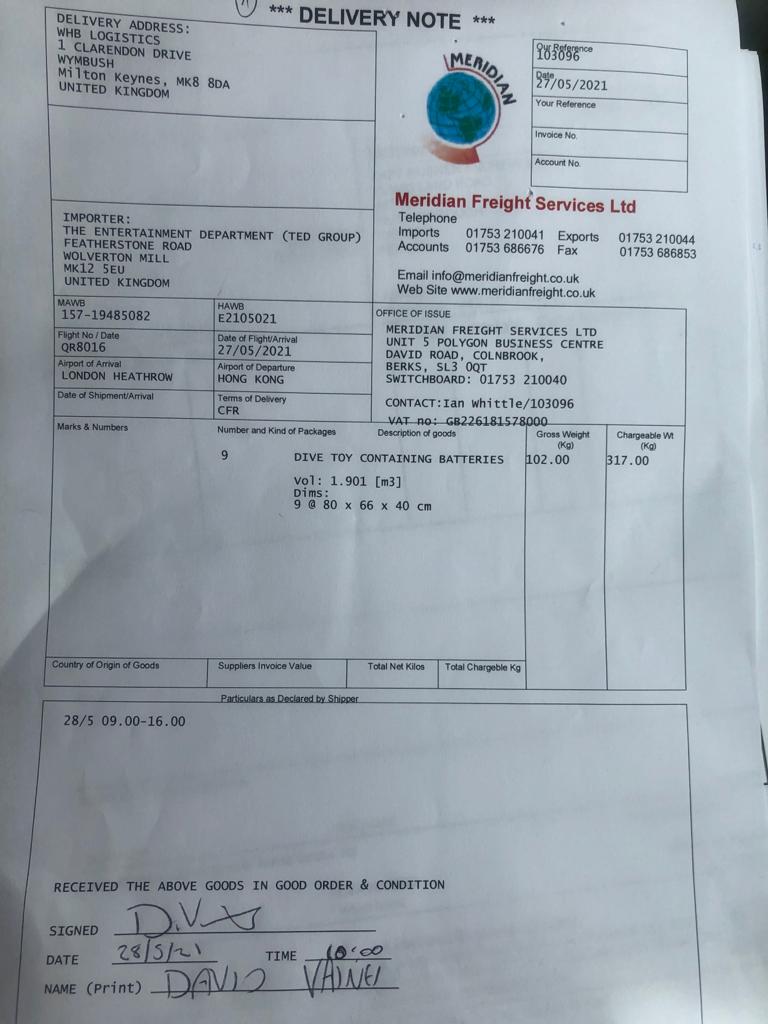 *** DELIVERY NOTE ***
DELIVERY ADDRESS:
WHB LOGISTICS
1 CLARENDON DRIVE
WYMBUSH
Milton Keynes, MK8 8DA
UNITED KINGDOM
MERIDIAN
Our Reference
103096
Date
27/05/2021
Your Reference
Invoice No.
Account No.
Meridian Freight Services Ltd
Telephone
Imports 01753 210041 Exports 01753 210044
Accounts 01753 686676 Fax 01753 686853
Email info@meridianfreight.co.uk
Web Site www.meridianfreight.co.uk
IMPORTER:
THE ENTERTAINMENT DEPARTMENT (TED GROUP)
FEATHERSTONE ROAD
WOLVERTON MILL
MK12 5EU
UNITED KINGDOM
MAWB
157-19485082
HAWB
E2105021
Flight No / Date
QR8016
Date of Flight/Arrival
27/05/2021
Airport of Arrival
LONDON HEATHROW
Airport of Departure
HONG KONG
Date of Shipment/Arrival
Terms of Delivery
CFR
OFFICE OF ISSUE
MERIDIAN FREIGHT SERVICES LTD
UNIT 5 POLYGON BUSINESS CENTRE
DAVID ROAD, COLNBROOK,
BERKS, SL3 0QT
SWITCHBOARD: 01753 210040
CONTACT:Ian Whittle/103096
VAT no: GB226181578000
Marks & Numbers
Number and Kind of Packages
Description of goods
Gross Weight
(Kg)
Chargeable Wt
(Kg)
9 DIVE TOY CONTAINING BATTERIES 102.00 317.00
Vol: 1.901 [m3]
Dims:
9 @ 80 x 66 x 40 cm
Country of Origin of Goods
Suppliers Invoice Value
Total Net Kilos
Total Chargeable Kg
Particulars as Declared by Shipper
28/5 09.00-16.00
RECEIVED THE ABOVE GOODS IN GOOD ORDER & CONDITION
SIGNED
DATE 28/5/21 TIME 10:00
NAME (Print) DAVID